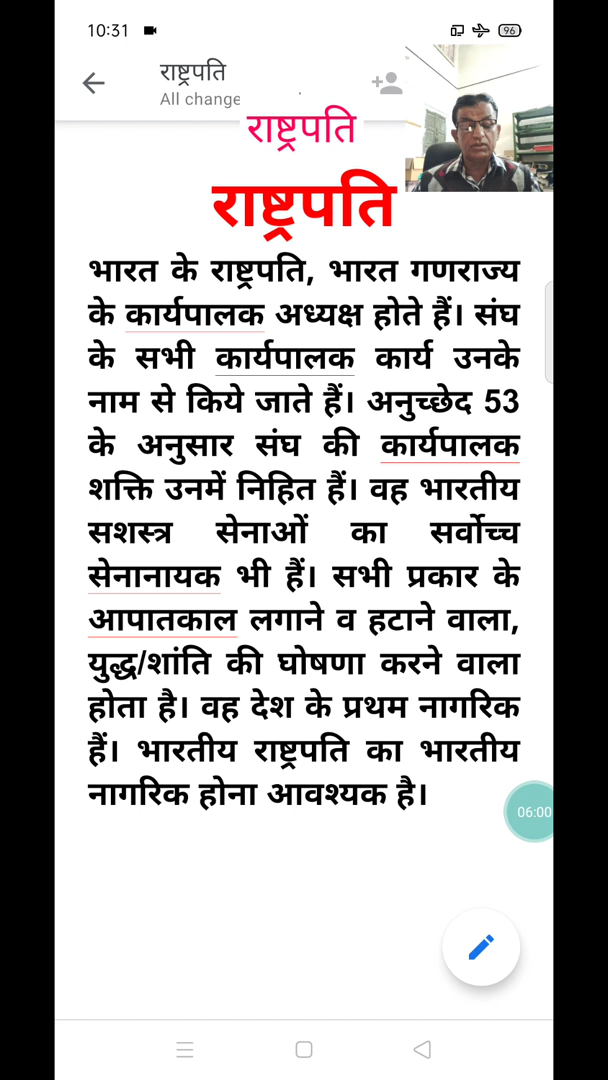 10:31
96
राष्ट्रपति
All change
राष्ट्रपति
राष्ट्रपति
भारत के राष्ट्रपति, भारत गणराज्य
के कार्यपालक अध्यक्ष होते हैं। संघ
के सभी कार्यपालक कार्य उनके
नाम से किये जाते हैं। अनुच्छेद 53
के अनुसार संघ की कार्यपालक
शक्ति उनमें निहित हैं। वह भारतीय
सशस्त्र सेनाओं का सर्वोच्च
सेनानायक भी हैं। सभी प्रकार के
आपातकाल लगाने व हटाने वाला,
युद्ध/शांति की घोषणा करने वाला
होता है। वह देश के प्रथम नागरिक
हैं। भारतीय राष्ट्रपति का भारतीय
नागरिक होना आवश्यक है।
06:00